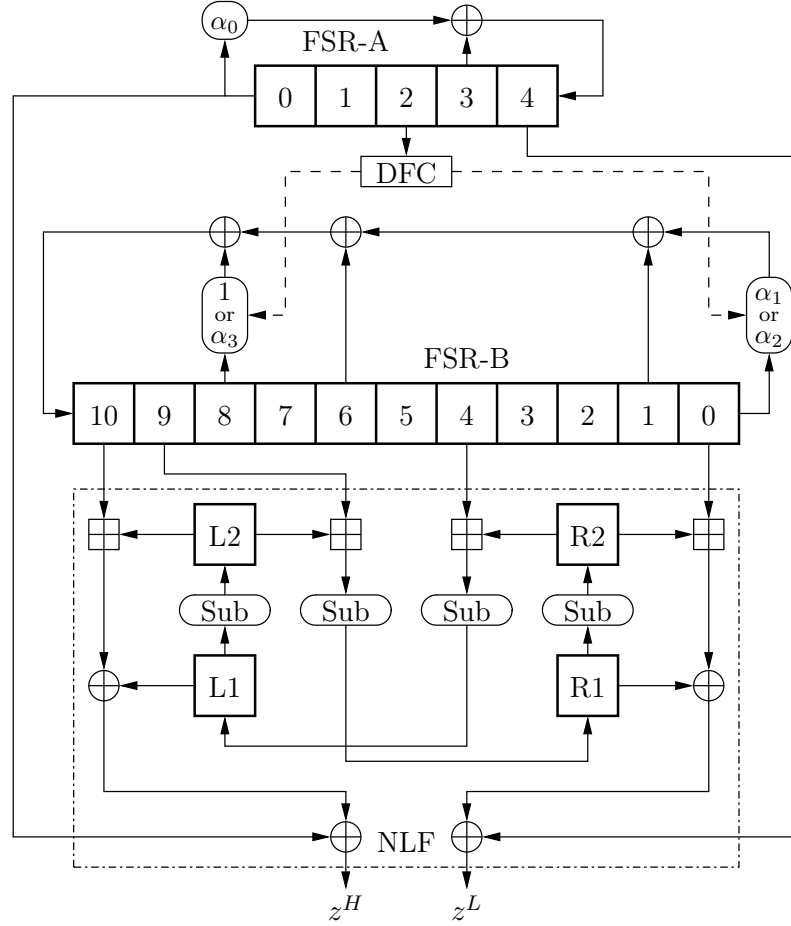 α₀
FSR-A
0 1 2 3 4
DFC
1
or
α₃
α₁
or
α₂
FSR-B
10 9 8 7 6 5 4 3 2 1 0
L2 R2
Sub Sub Sub Sub
L1 R1
NLF
z^H z^L